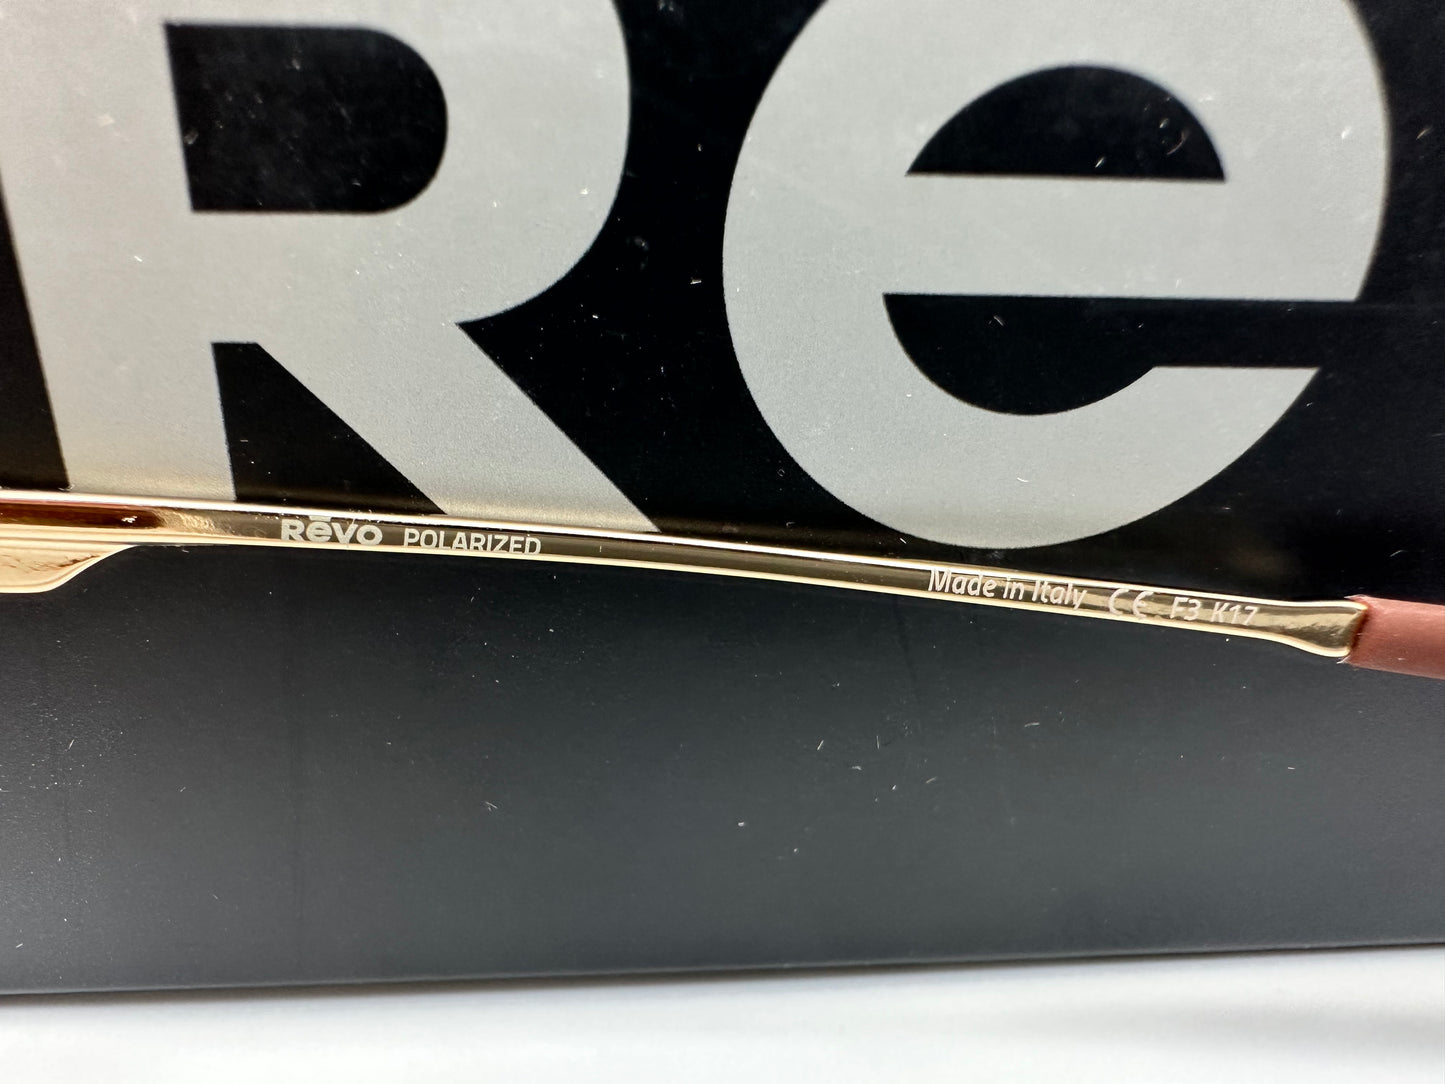 Re
Rēvo POLARIZED
Made in Italy CE F3 K17